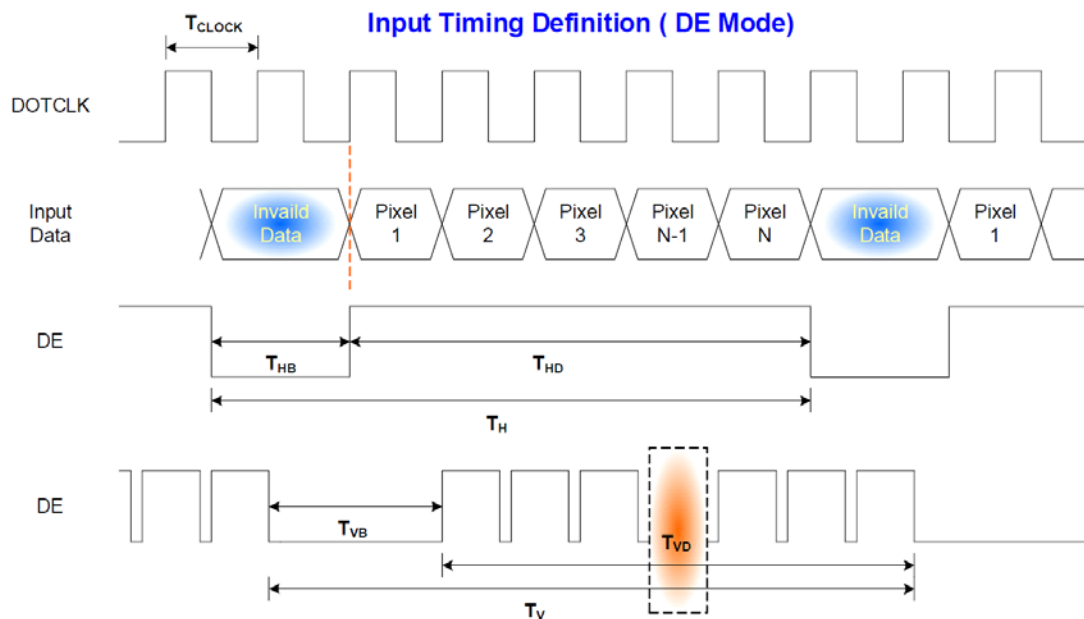 Input Timing Definition ( DE Mode)
TCLOCK
DOTCLK
Input
Data
Invaild
Data
Pixel
1
Pixel
2
Pixel
3
Pixel
N-1
Pixel
N
Invaild
Data
Pixel
1
DE
THB
THD
TH
DE
TVB
TVD
TV